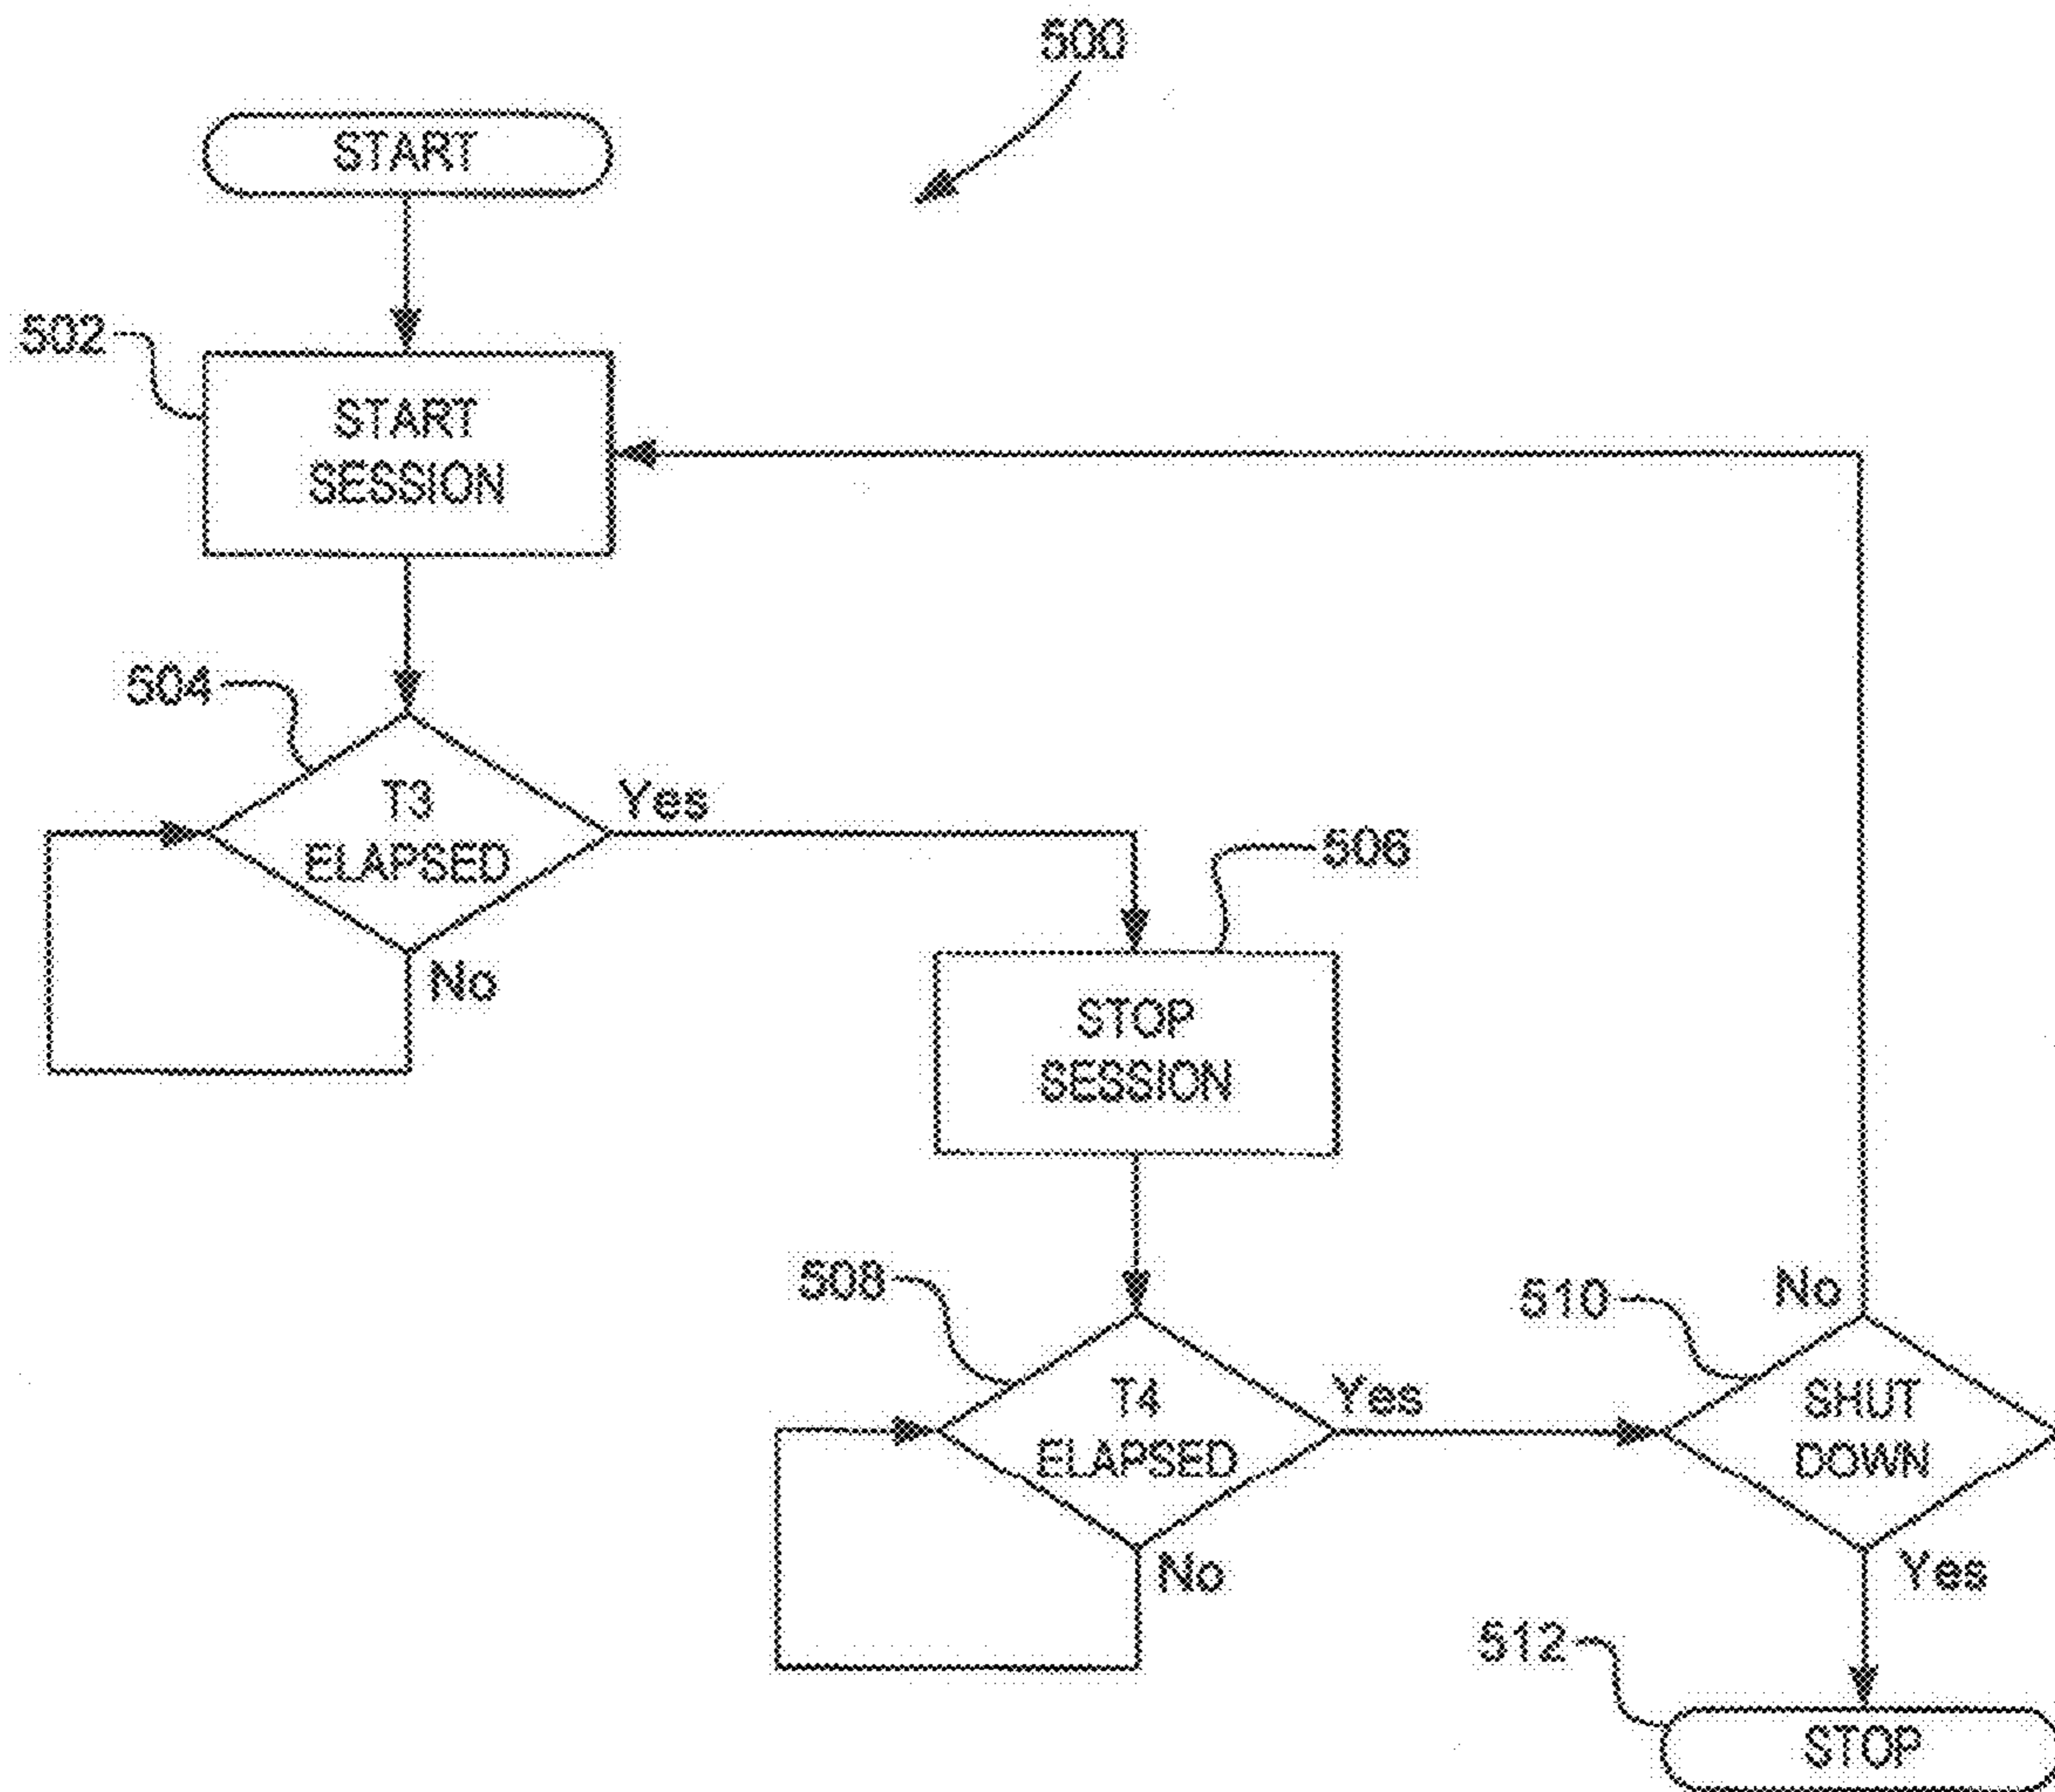 500
START
502
START
SESSION
504
T3
ELAPSED
Yes
No
506
STOP
SESSION
508
T4
ELAPSED
Yes
No
510
No
SHUT
DOWN
Yes
512
STOP